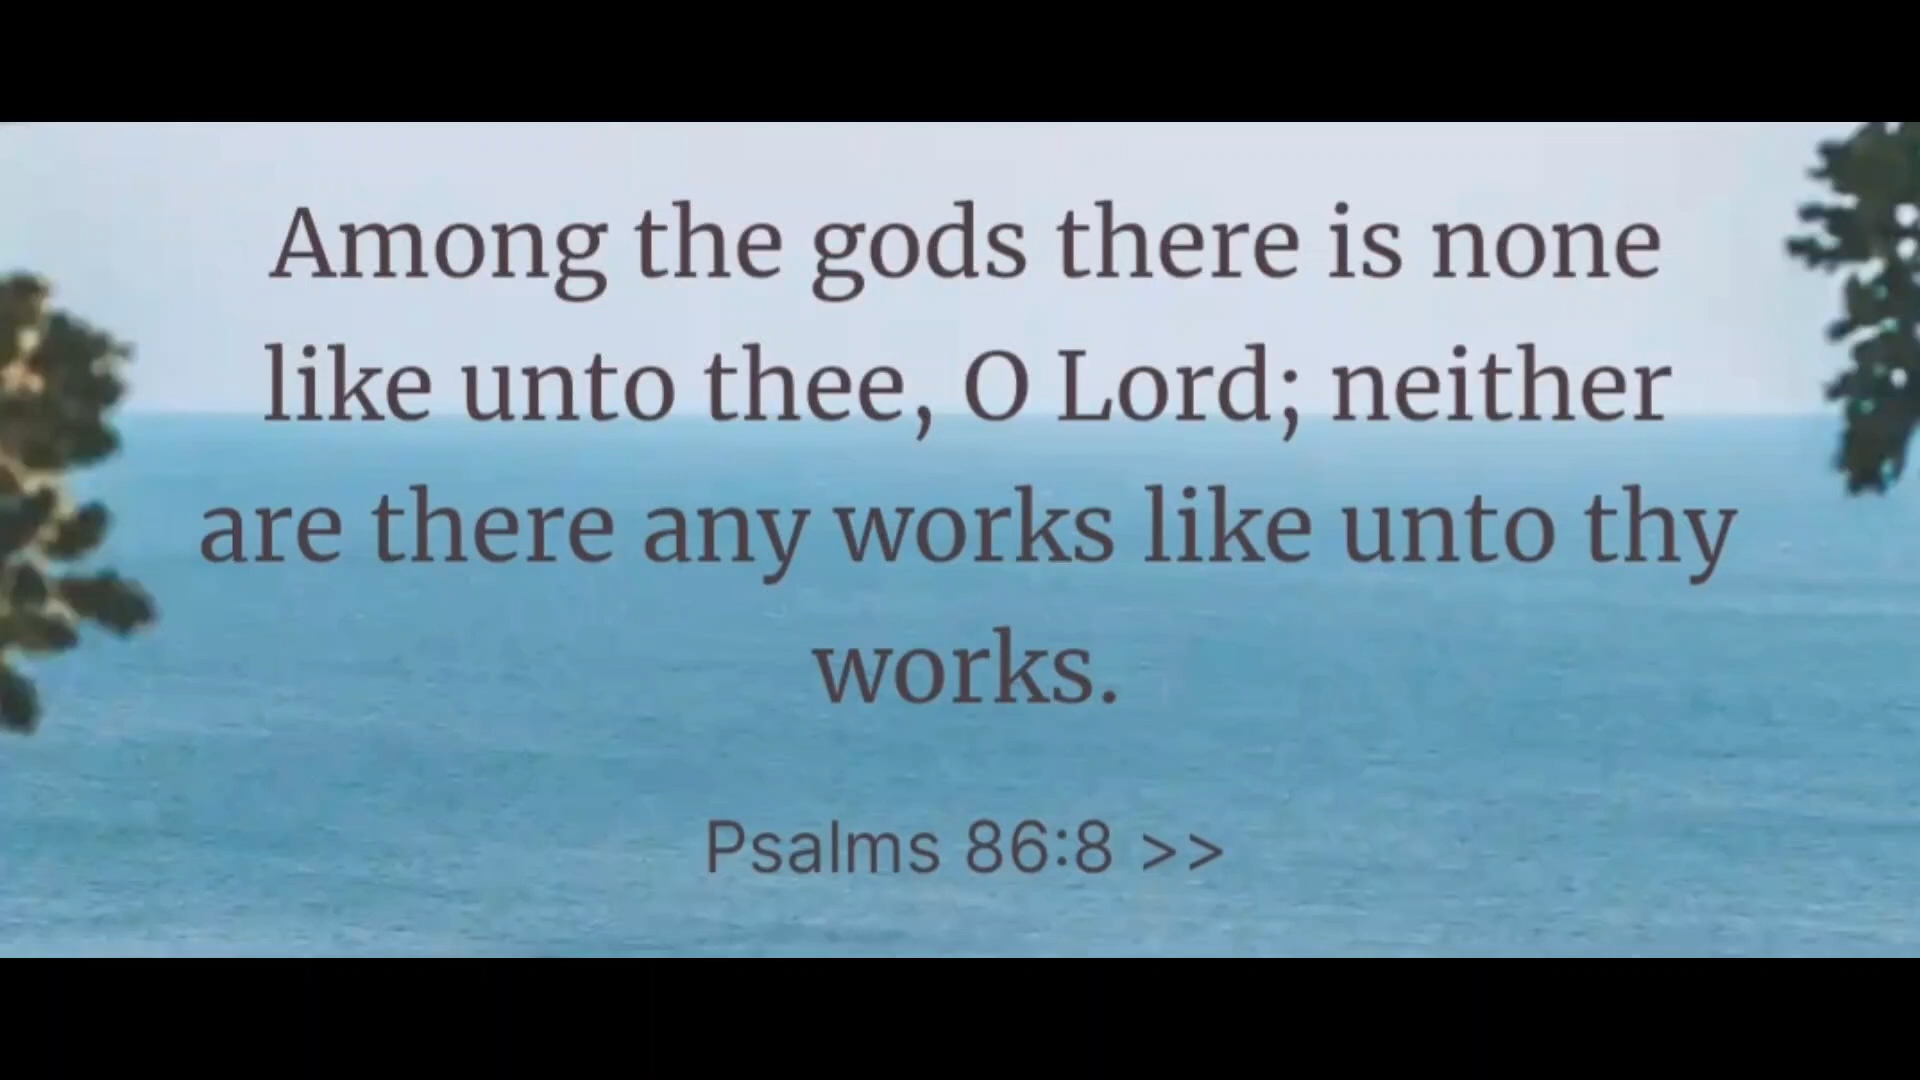 Among the gods there is none
like unto thee, O Lord; neither
are there any works like unto thy
works.
Psalms 86:8 >>